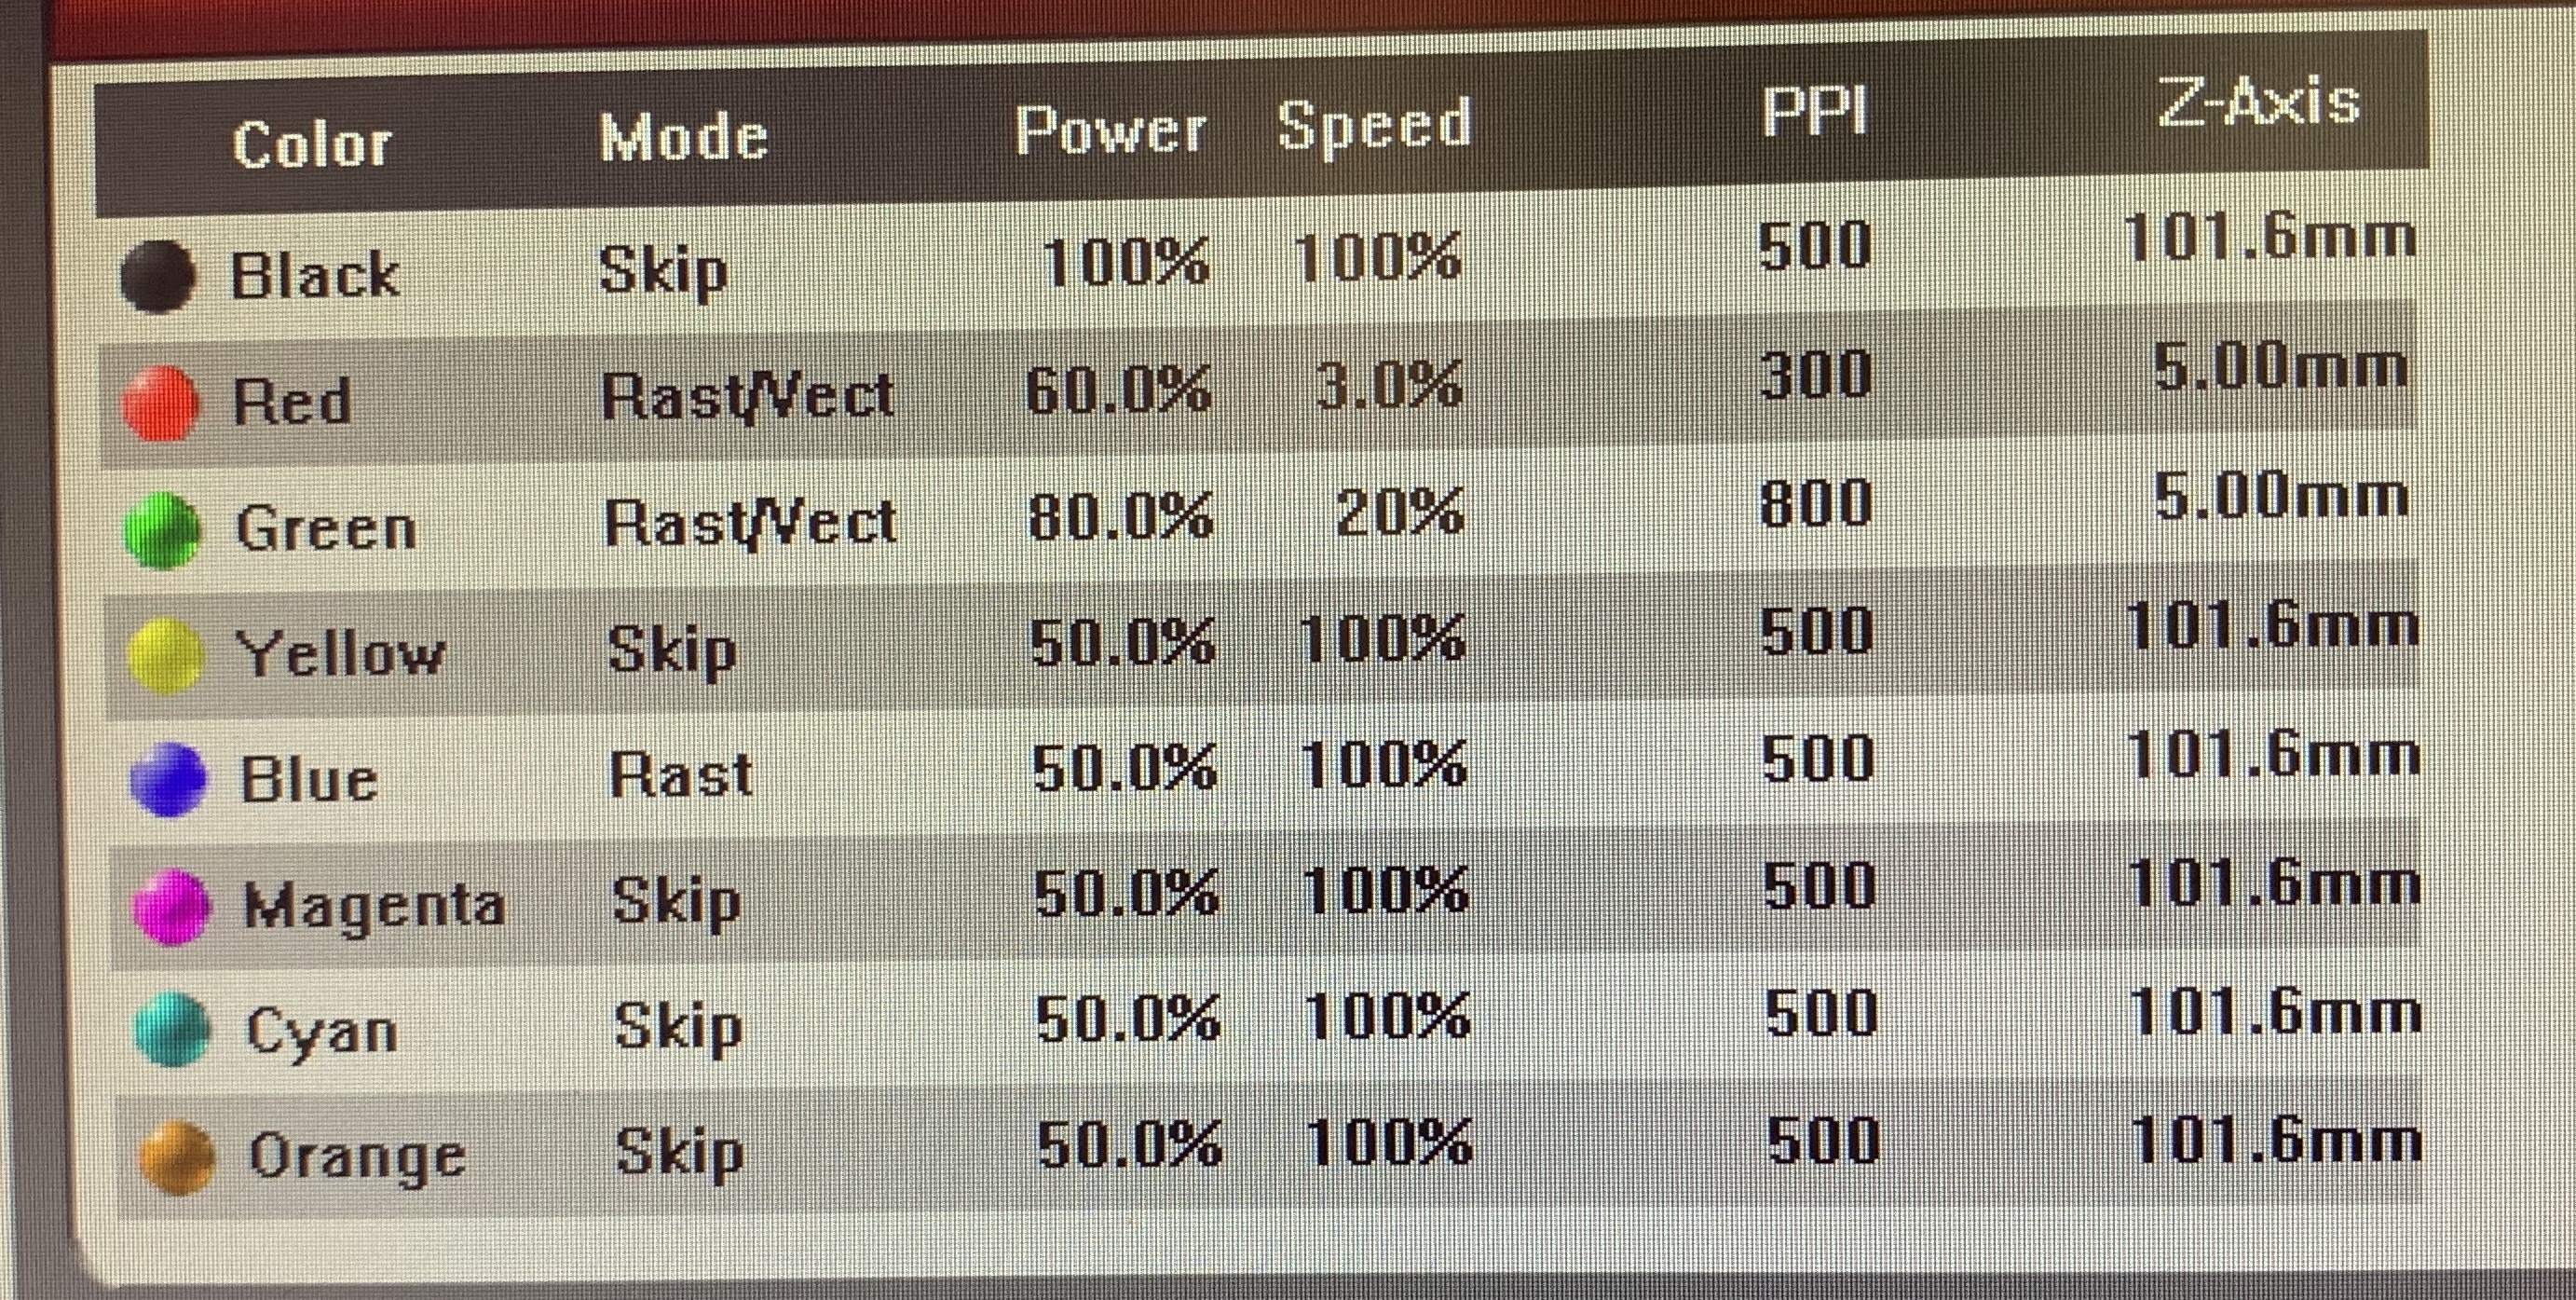 Color Mode Power Speed PPI Z-Axis
Black Skip 100% 100% 500 101.6mm
Red Rast/Vect 60.0% 3.0% 300 5.00mm
Green Rast/Vect 80.0% 20% 800 5.00mm
Yellow Skip 50.0% 100% 500 101.6mm
Blue Rast 50.0% 100% 500 101.6mm
Magenta Skip 50.0% 100% 500 101.6mm
Cyan Skip 50.0% 100% 500 101.6mm
Orange Skip 50.0% 100% 500 101.6mm